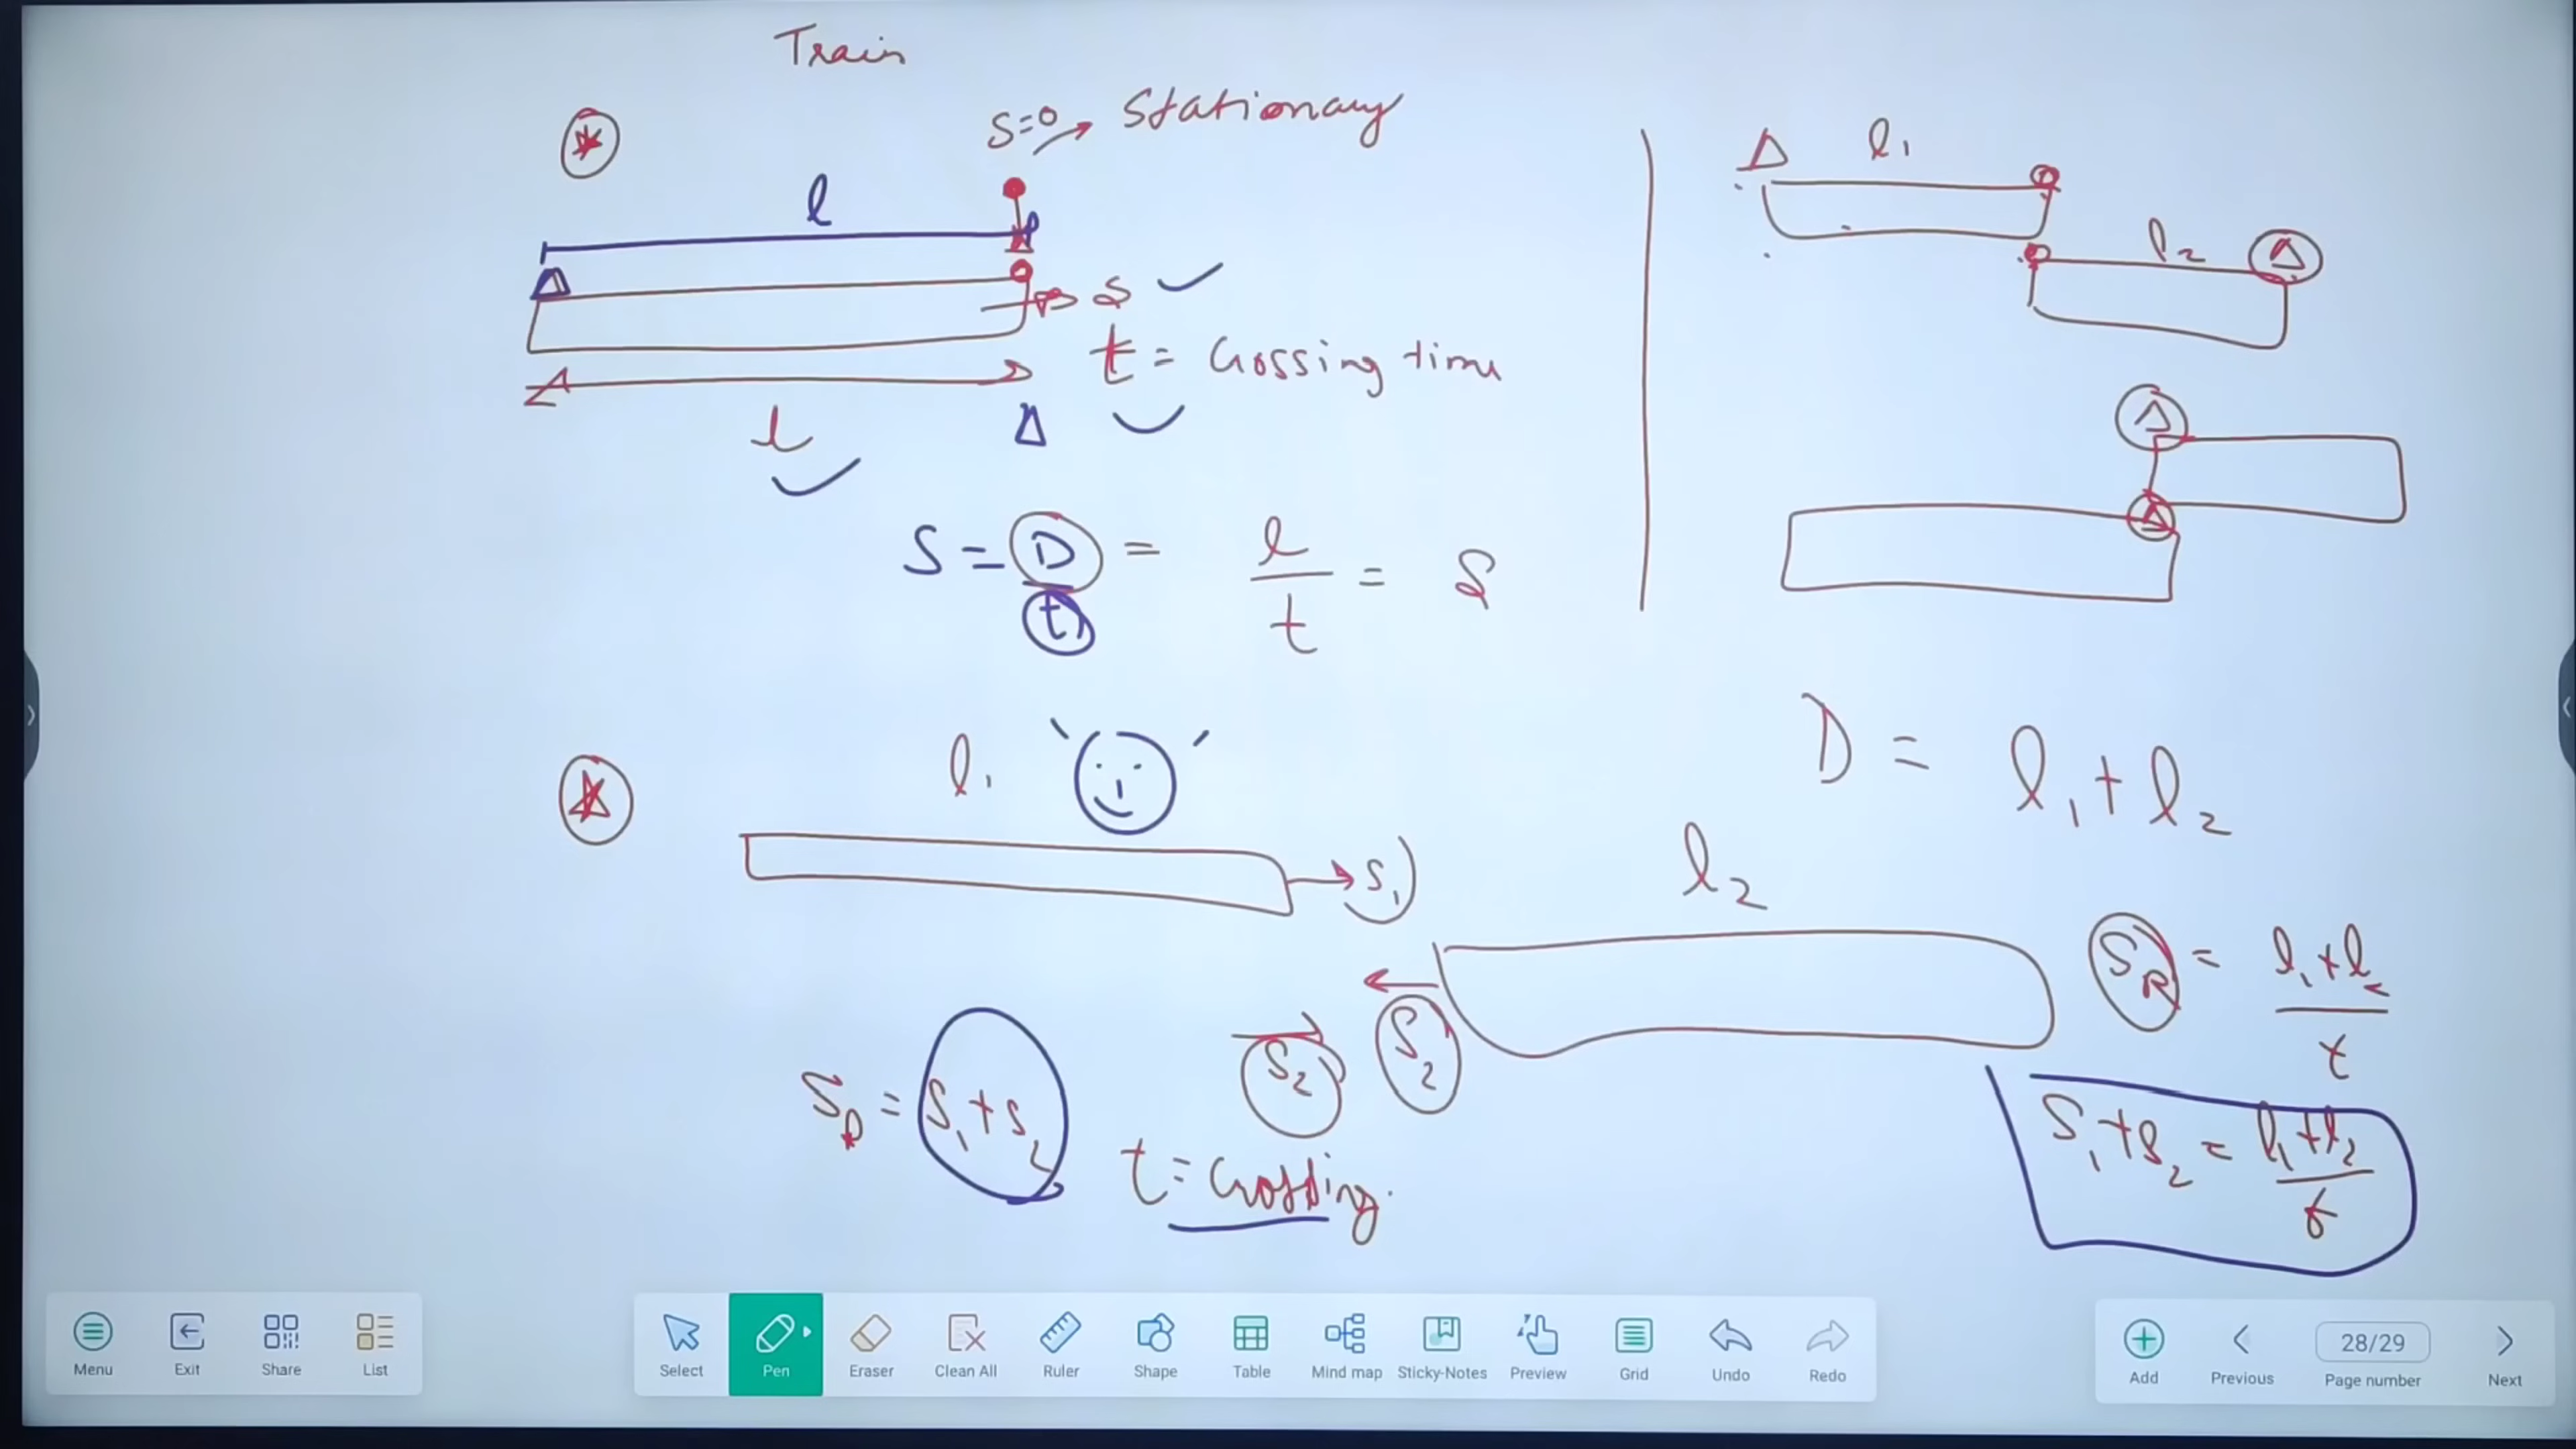 Train
S=0 → Stationary
l
S
t = Crossing time
l
S = D/t = l/t = S
l1
l2
D = l1 + l2
l1
S1
l2
S2
S2
SR = l1+l2/t
SR = S1+S2
t = Crossing.
S1+S2 = l1+l2/t
Menu
Exit
Share
List
Select
Pen
Eraser
Clean All
Ruler
Shape
Table
Mind map
Sticky-Notes
Preview
Grid
Undo
Redo
Add
Previous
28/29
Page number
Next